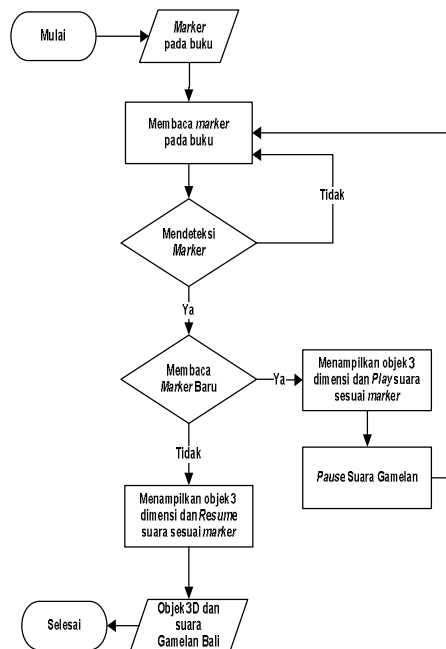 Mulai
Marker
pada buku
Membaca marker
pada buku
Tidak
Mendeteksi
Marker
Ya
Membaca
Marker Baru
Ya
Menampilkan objek 3
dimensi dan Play suara
sesuai marker
Pause Suara Gamelan
Tidak
Menampilkan objek 3
dimensi dan Resume
suara sesuai marker
Objek 3D dan
suara
Gamelan Bali
Selesai